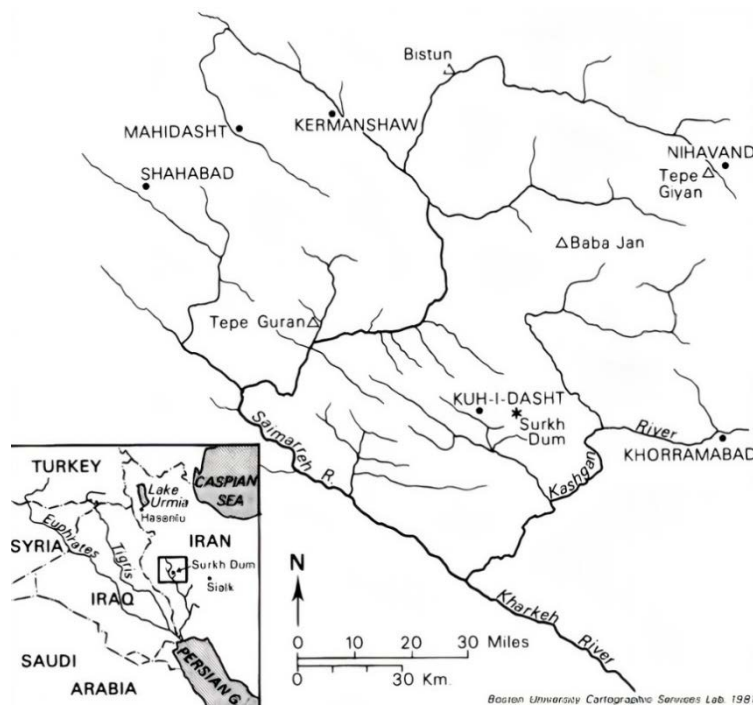 Bistun
MAHIDASHT
KERMANSHAW
NIHAVAND
Tepe
Giyan
SHAHABAD
Baba Jan
Tepe Guran
KUH-I-DASHT
Surkh
Dum
River
KHORRAMABAD
Saimarreh R.
Kashgan
Kharkeh
River
TURKEY
CASPIAN
SEA
Lake
Urmia
Hasanlu
SYRIA
Euphrates
Tigris
IRAN
Surkh Dum
Sialk
IRAQ
SAUDI
ARABIA
PERSIAN G.
N
0 10 20 30 Miles
0 30 Km.
Boston University Cartographic Services Lab. 198